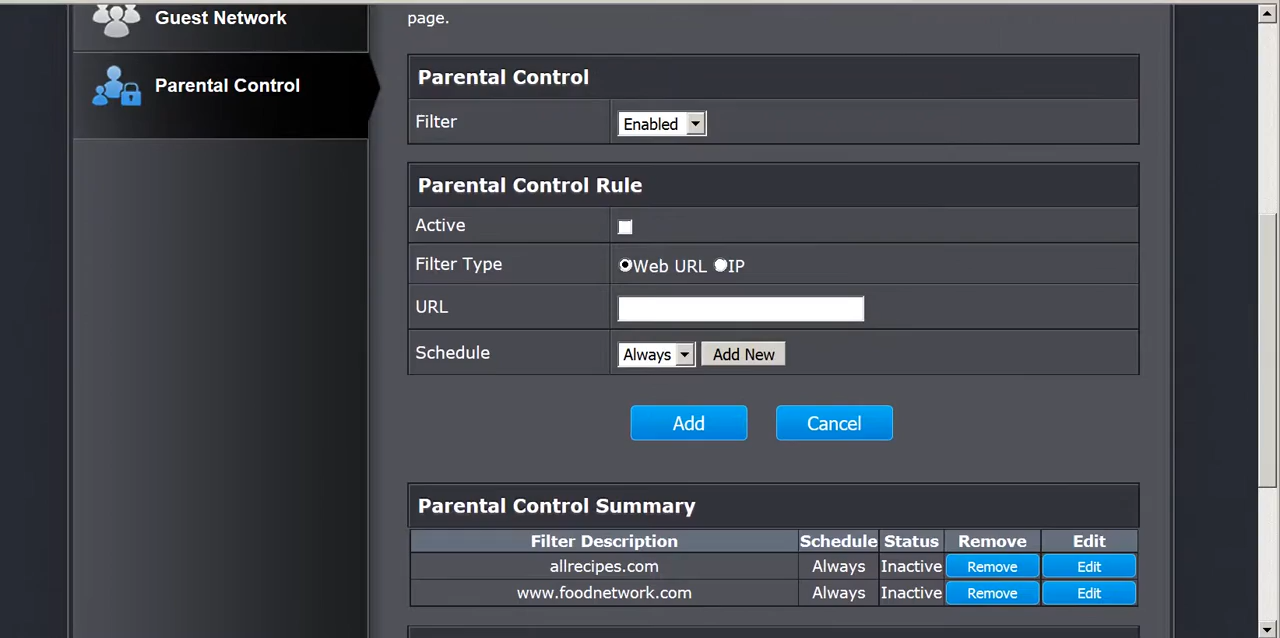 Guest Network
page.
Parental Control
Parental Control
Filter
Enabled
Parental Control Rule
Active
Filter Type
Web URL IP
URL
Schedule
Always Add New
Add Cancel
Parental Control Summary
Filter Description Schedule Status Remove Edit
allrecipes.com Always Inactive Remove Edit
www.foodnetwork.com Always Inactive Remove Edit